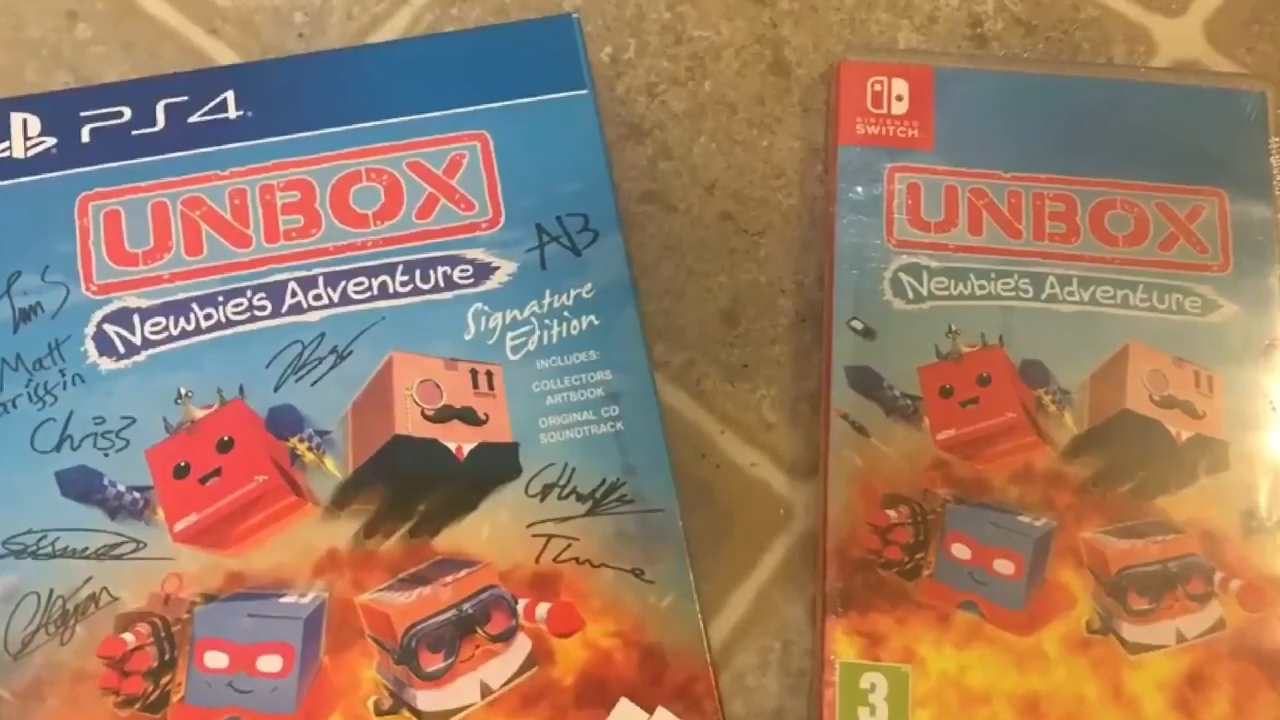 PS4
UNBOX
Newbie's Adventure
AB
Signature
Edition
INCLUDES:
COLLECTORS
ARTBOOK
ORIGINAL CD
SOUNDTRACK
Tim S
Matt
Chris
NINTENDO
SWITCH
UNBOX
Newbie's Adventure
3